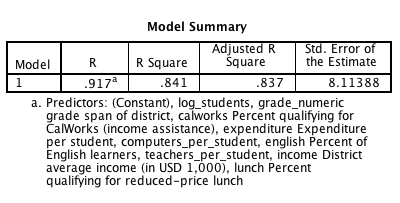 Model Summary
Model R R Square Adjusted R Square Std. Error of the Estimate
1 .917a .841 .837 8.11388
a. Predictors: (Constant), log_students, grade_numeric
grade span of district, calworks Percent qualifying for
CalWorks (income assistance), expenditure Expenditure
per student, computers_per_student, english Percent of
English learners, teachers_per_student, income District
average income (in USD 1,000), lunch Percent
qualifying for reduced-price lunch